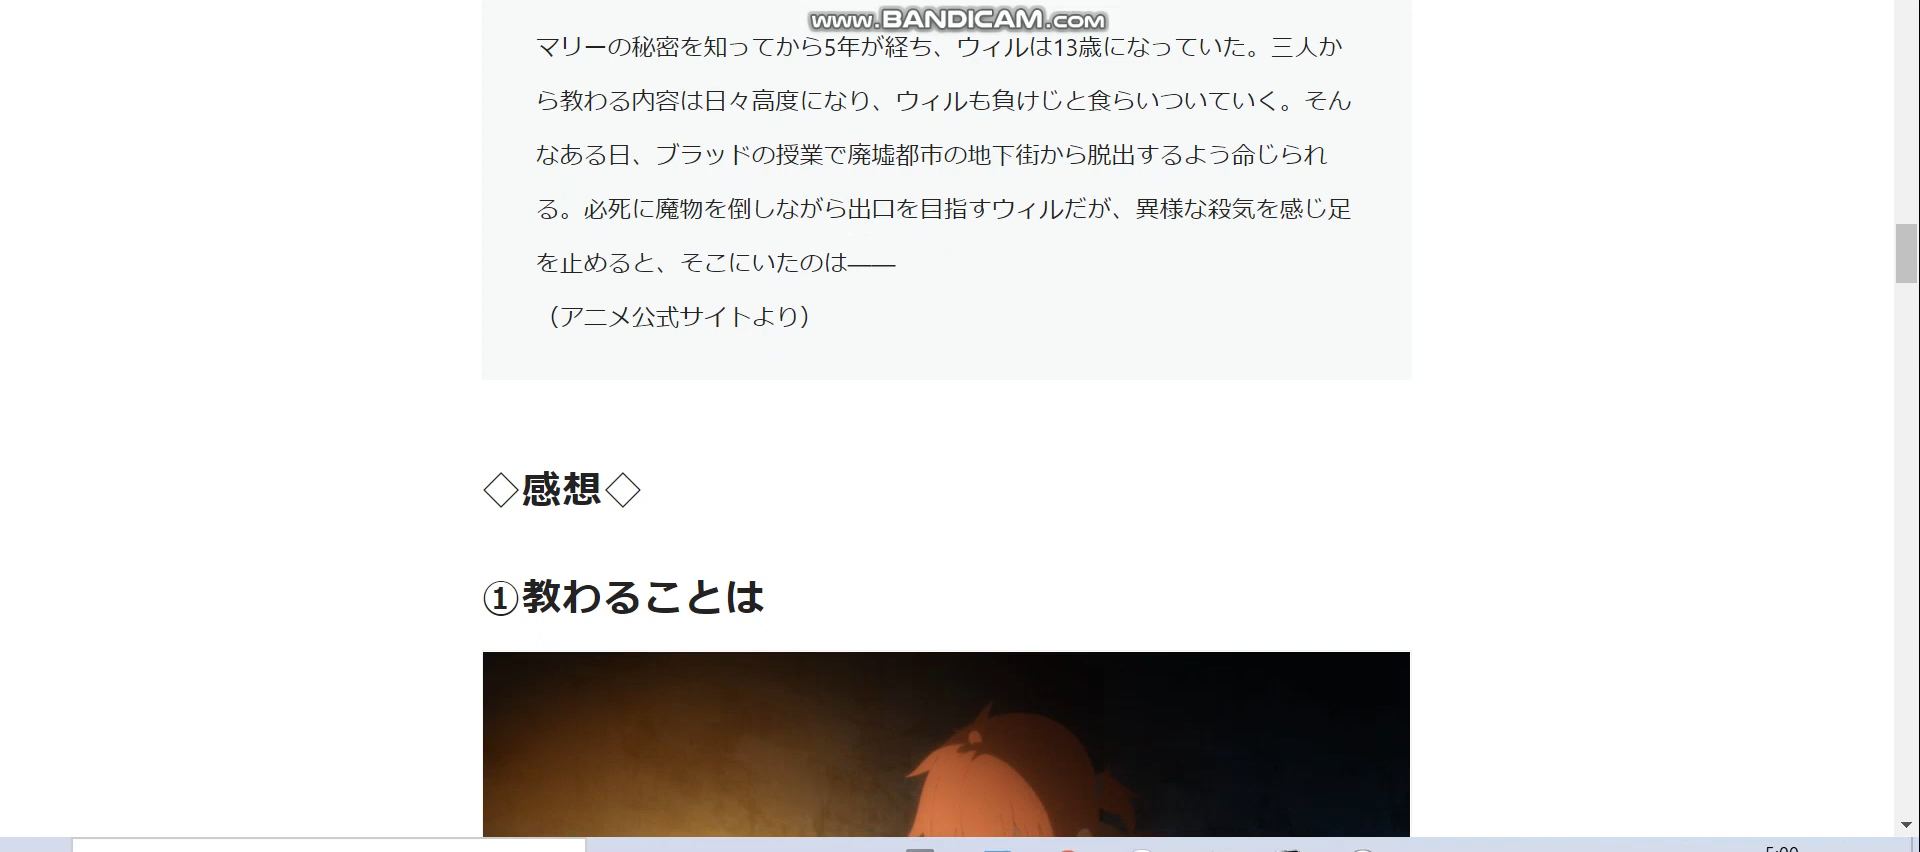 www.BANDICAM.com
マリーの秘密を知ってから5年が経ち、ウィルは13歳になっていた。三人か
ら教わる内容は日々高度になり、ウィルも負けじと食らいついていく。そん
なある日、ブラッドの授業で廃墟都市の地下街から脱出するよう命じられ
る。必死に魔物を倒しながら出口を目指すウィルだが、異様な殺気を感じ足
を止めると、そこにいたのは――
（アニメ公式サイトより）
◇感想◇
①教わることは